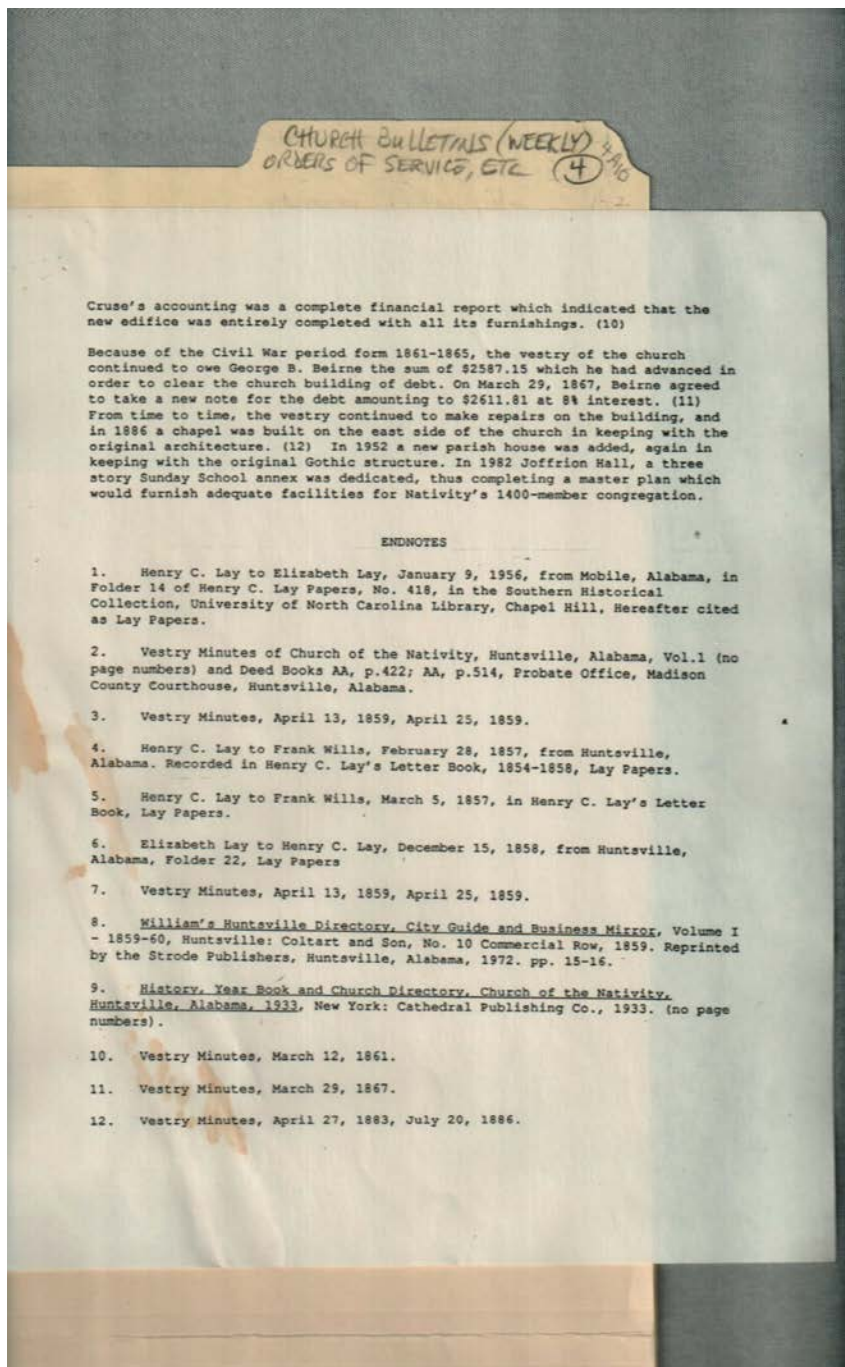 CHURCH BULLETINS (WEEKLY)
ORDERS OF SERVICE, ETC 4
Cruse's accounting was a complete financial report which indicated that the
new edifice was entirely completed with all its furnishings. (10)
Because of the Civil War period form 1861-1865, the vestry of the church
continued to owe George B. Beirne the sum of $2587.15 which he had advanced in
order to clear the church building of debt. On March 29, 1867, Beirne agreed
to take a new note for the debt amounting to $2611.81 at 8% interest. (11)
From time to time, the vestry continued to make repairs on the building, and
in 1886 a chapel was built on the east side of the church in keeping with the
original architecture. (12) In 1952 a new parish house was added, again in
keeping with the original Gothic structure. In 1982 Joffrion Hall, a three
story Sunday School annex was dedicated, thus completing a master plan which
would furnish adequate facilities for Nativity's 1400-member congregation.
ENDNOTES
1. Henry C. Lay to Elizabeth Lay, January 9, 1956, from Mobile, Alabama, in
Folder 14 of Henry C. Lay Papers, No. 418, in the Southern Historical
Collection, University of North Carolina Library, Chapel Hill, Hereafter cited
as Lay Papers.
2. Vestry Minutes of Church of the Nativity, Huntsville, Alabama, Vol.1 (no
page numbers) and Deed Books AA, p.422; AA, p.514, Probate Office, Madison
County Courthouse, Huntsville, Alabama.
3. Vestry Minutes, April 13, 1859, April 25, 1859.
4. Henry C. Lay to Frank Wills, February 28, 1857, from Huntsville,
Alabama. Recorded in Henry C. Lay's Letter Book, 1854-1858, Lay Papers.
5. Henry C. Lay to Frank Wills, March 5, 1857, in Henry C. Lay's Letter
Book, Lay Papers.
6. Elizabeth Lay to Henry C. Lay, December 15, 1858, from Huntsville,
Alabama, Folder 22, Lay Papers
7. Vestry Minutes, April 13, 1859, April 25, 1859.
8. William's Huntsville Directory, City Guide and Business Mirror, Volume I
- 1859-60, Huntsville: Coltart and Son, No. 10 Commercial Row, 1859. Reprinted
by the Strode Publishers, Huntsville, Alabama, 1972. pp. 15-16.
9. History, Year Book and Church Directory, Church of the Nativity,
Huntsville, Alabama, 1933, New York: Cathedral Publishing Co., 1933. (no page
numbers).
10. Vestry Minutes, March 12, 1861.
11. Vestry Minutes, March 29, 1867.
12. Vestry Minutes, April 27, 1883, July 20, 1886.